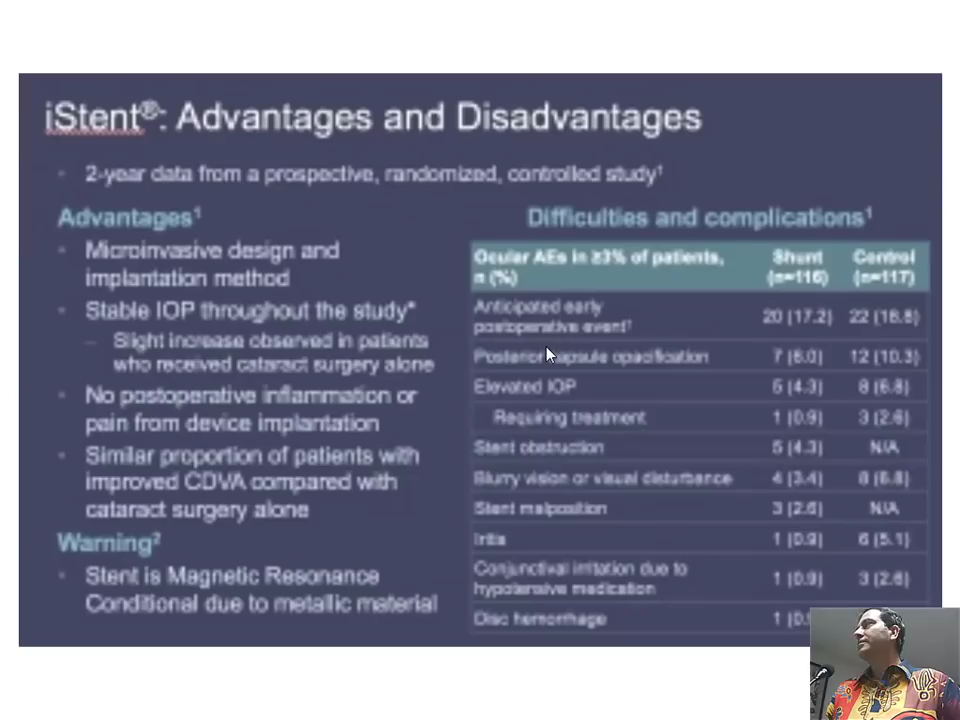 iStent®: Advantages and Disadvantages
• 2-year data from a prospective, randomized, controlled study¹
Advantages¹
• Microinvasive design and
implantation method
• Stable IOP throughout the study*
– Slight increase observed in patients
who received cataract surgery alone
• No postoperative inflammation or
pain from device implantation
• Similar proportion of patients with
improved CDVA compared with
cataract surgery alone
Warning²
• Stent is Magnetic Resonance
Conditional due to metallic material
Difficulties and complications¹
Ocular AEs in ≥3% of patients, n (%) Shunt (n=116) Control (n=117)
Anticipated early postoperative event† 20 (17.2) 22 (18.8)
Posterior capsule opacification 7 (6.0) 12 (10.3)
Elevated IOP 5 (4.3) 8 (6.8)
Requiring treatment 1 (0.9) 3 (2.6)
Stent obstruction 5 (4.3) N/A
Blurry vision or visual disturbance 4 (3.4) 8 (6.8)
Stent malposition 3 (2.6) N/A
Iritis 1 (0.9) 6 (5.1)
Conjunctival irritation due to hypotensive medication 1 (0.9) 3 (2.6)
Disc hemorrhage 1